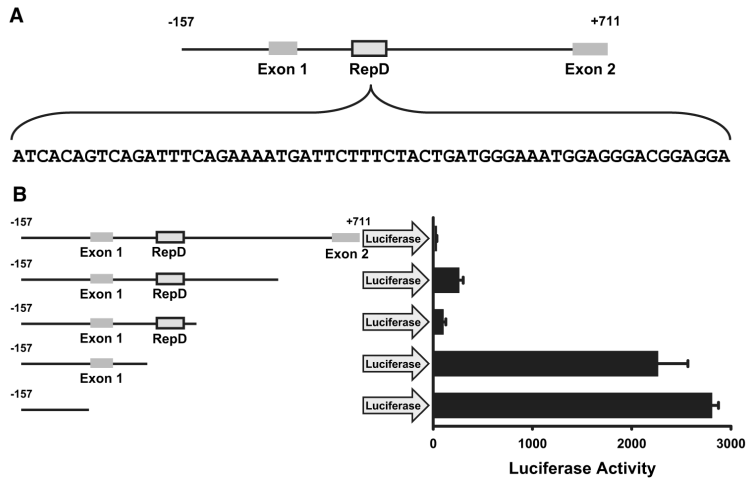 A
-157
+711
Exon 1
RepD
Exon 2
ATCACAGTCAGATTTCAGAAAATGATTCTTTCTACTGATGGGAAATGGAGGGACGGAGGA
B
-157
+711
Exon 1
RepD
Exon 2
Luciferase
-157
Exon 1
RepD
Luciferase
-157
Exon 1
RepD
Luciferase
-157
Exon 1
Luciferase
-157
Luciferase
0
1000
2000
3000
Luciferase Activity